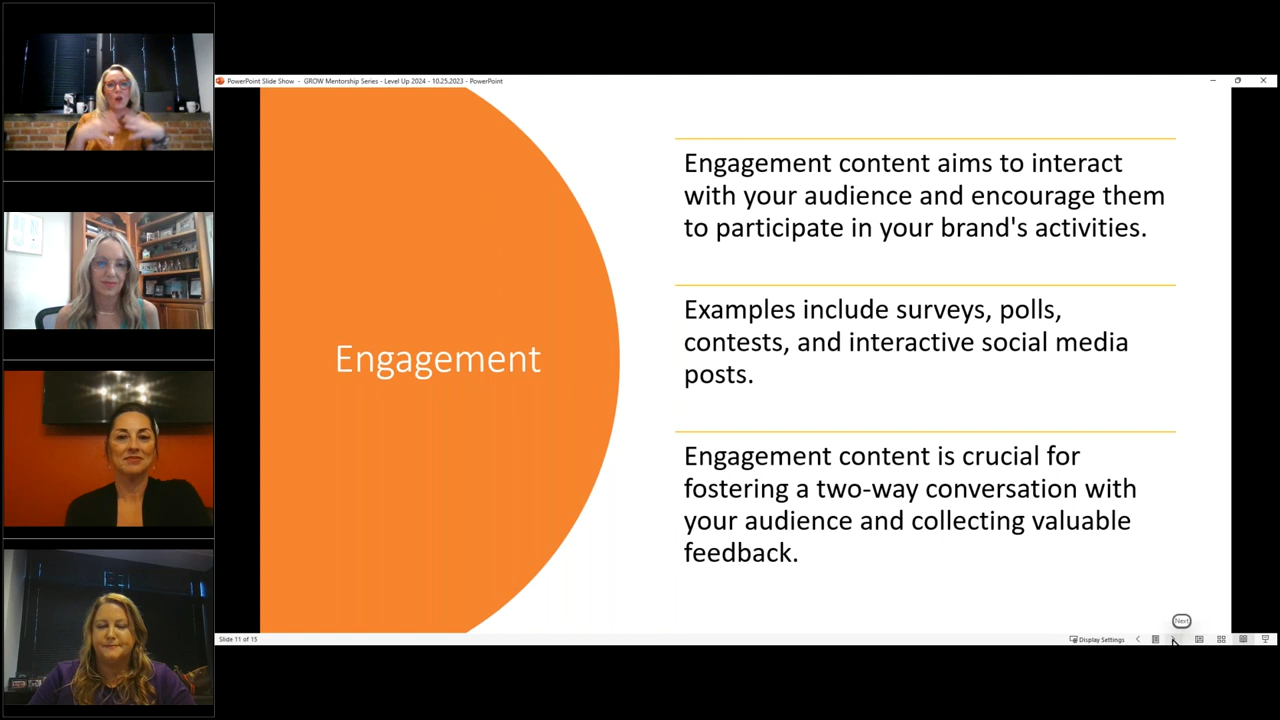 PowerPoint Slide Show - GROW Mentorship Series - Level Up 2024 - 10.25.2023 - PowerPoint
Engagement
Engagement content aims to interact
with your audience and encourage them
to participate in your brand's activities.
Examples include surveys, polls,
contests, and interactive social media
posts.
Engagement content is crucial for
fostering a two-way conversation with
your audience and collecting valuable
feedback.
Next
Slide 11 of 15
Display Settings